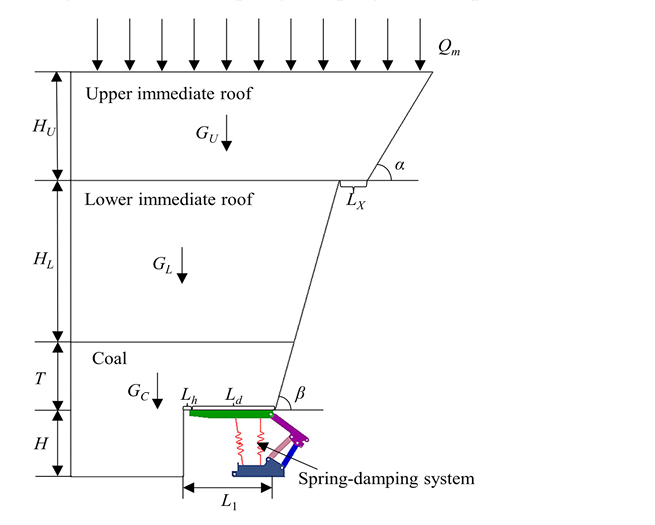 Q_m
Upper immediate roof
H_U
G_U
α
Lower immediate roof
L_X
H_L
G_L
Coal
T
G_C
L_h
L_d
β
H
Spring-damping system
L_1